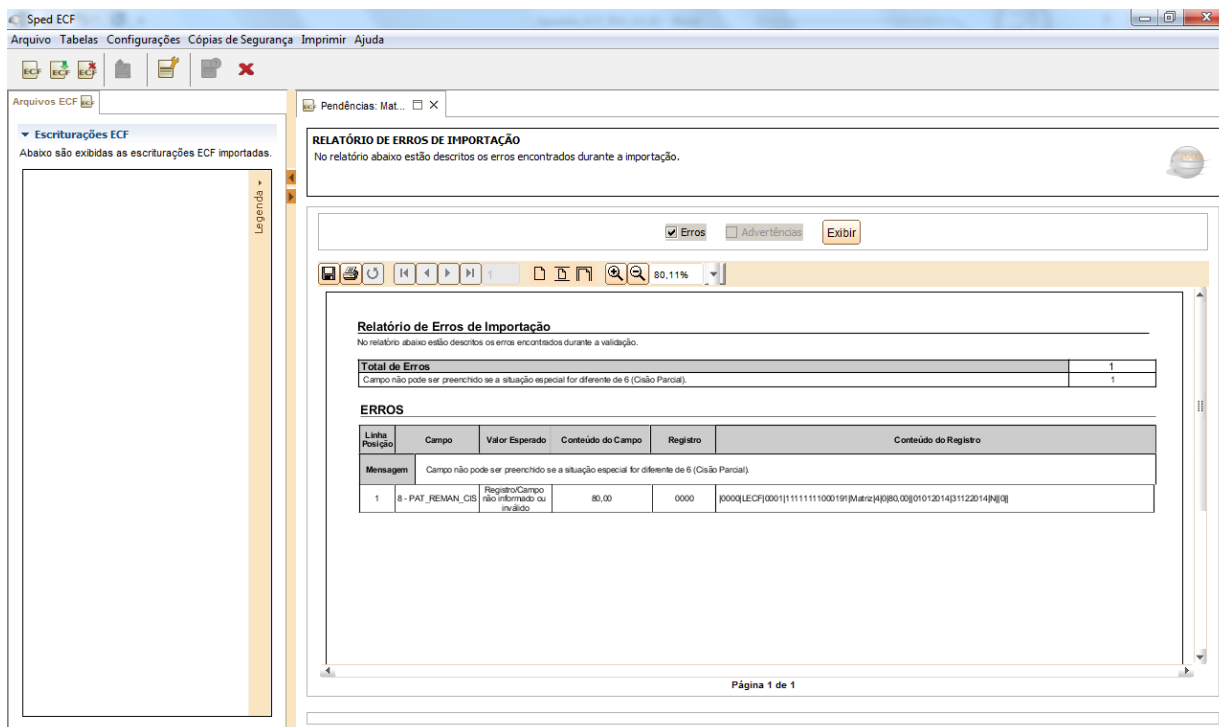 Sped ECF
Arquivo Tabelas Configurações Cópias de Segurança Imprimir Ajuda
ECF ECF ECF
Arquivos ECF
Escriturações ECF
Abaixo são exibidas as escriturações ECF importadas.
Legenda
Pendências: Mat...
RELATÓRIO DE ERROS DE IMPORTAÇÃO
No relatório abaixo estão descritos os erros encontrados durante a importação.
Erros Advertências Exibir
1 80,11%
Relatório de Erros de Importação
No relatório abaixo estão descritos os erros encontrados durante a validação.
Total de Erros 1
Campo não pode ser preenchido se a situação especial for diferente de 6 (Cisão Parcial). 1
ERROS
Linha Posição Campo Valor Esperado Conteúdo do Campo Registro Conteúdo do Registro
Mensagem Campo não pode ser preenchido se a situação especial for diferente de 6 (Cisão Parcial).
1 8 - PAT_REMAN_CIS Registro/Campo não informado ou inválido 80,00 0000 |0000|LECF|0001|11111111000191|Matriz|4|0|80,00||01012014|31122014|N||0||
Página 1 de 1